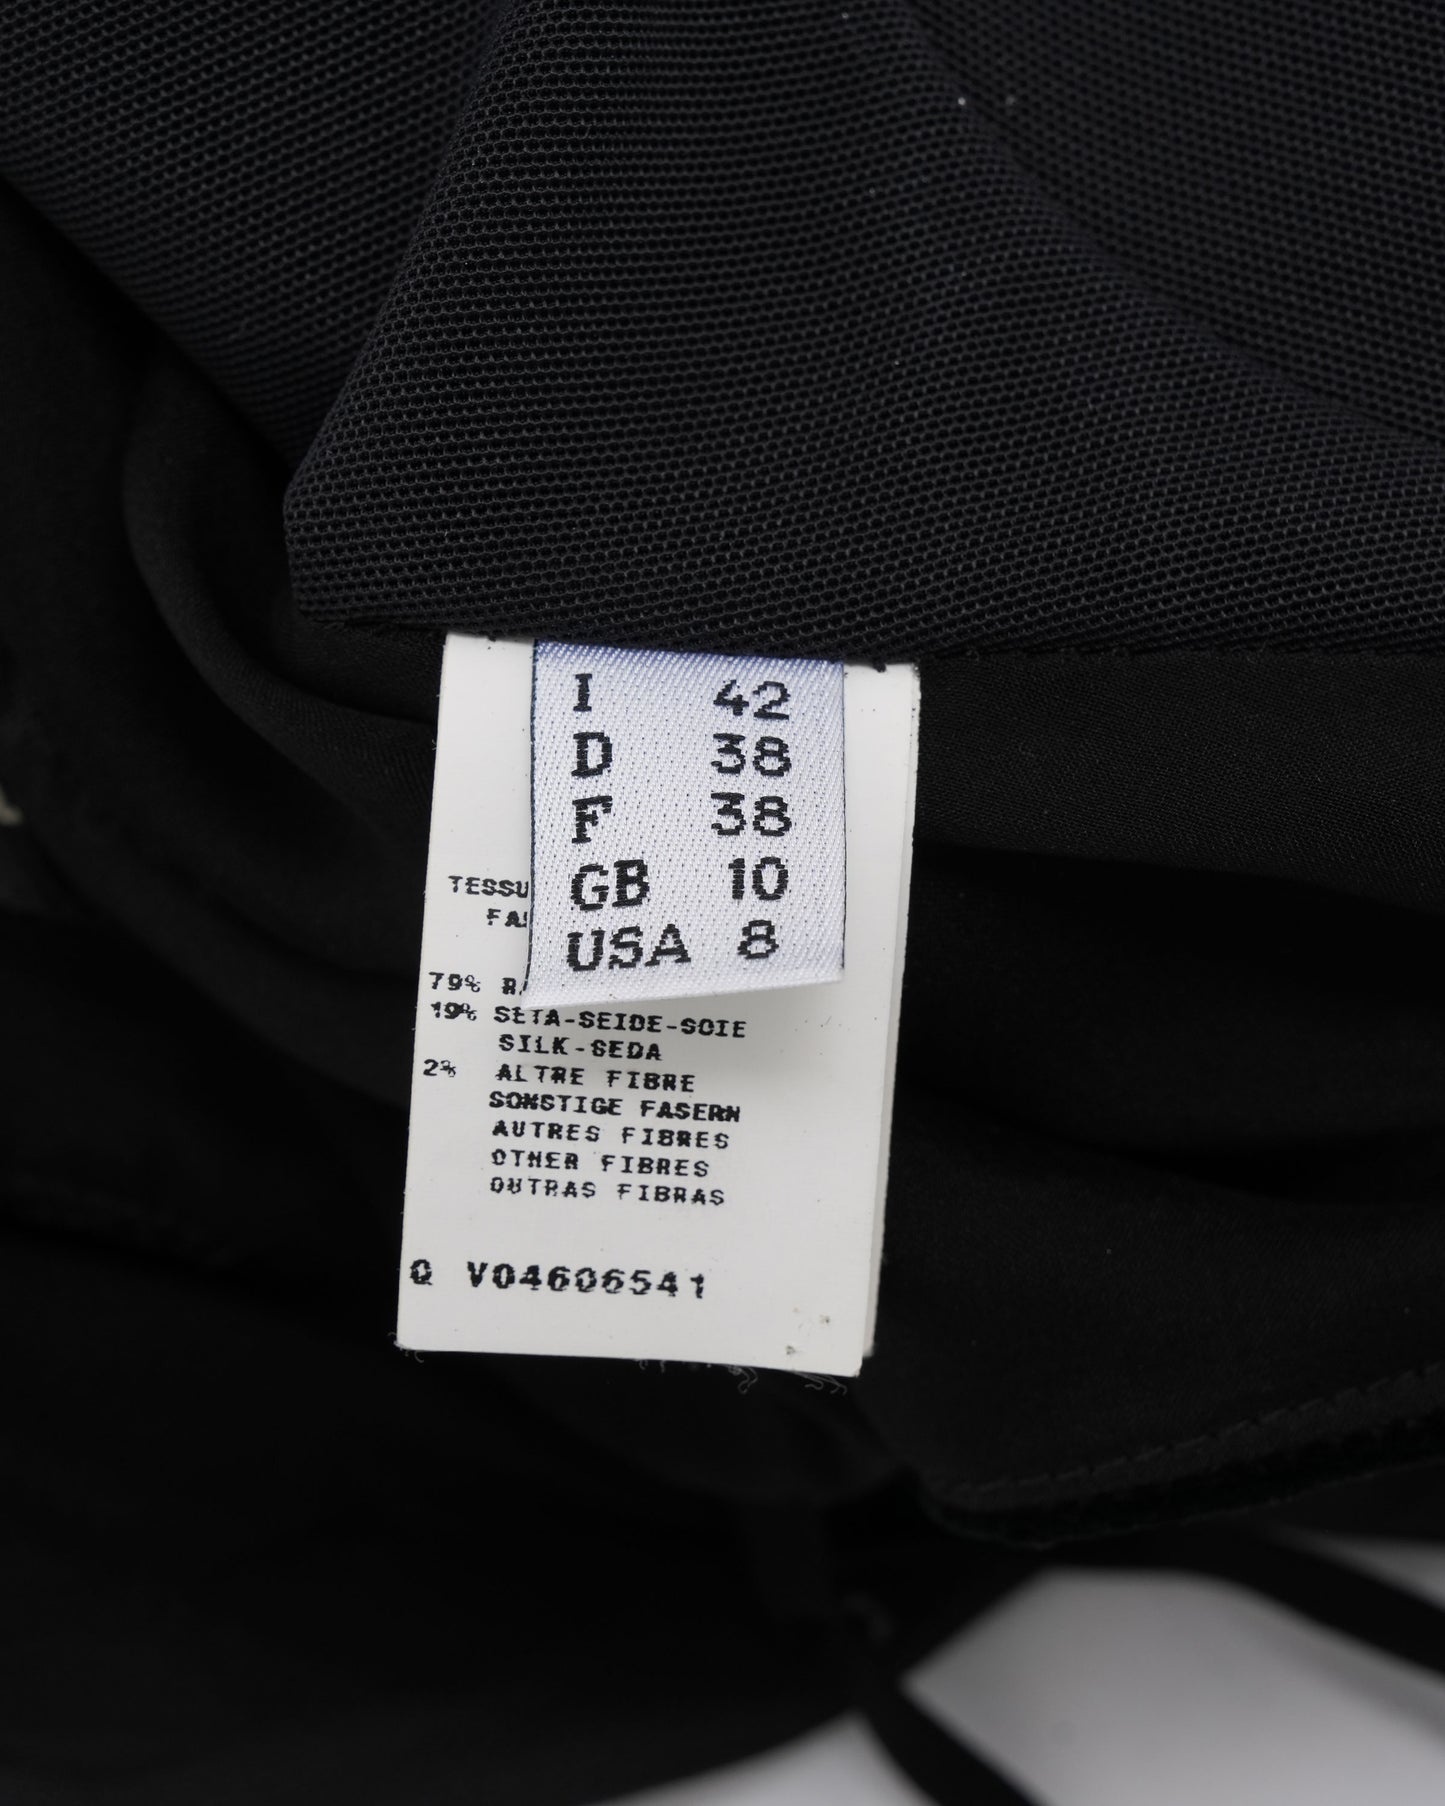 I 42
D 38
F 38
GB 10
USA 8
79%
19% SETA-SEIDE-SOIE
SILK-SEDA
2% ALTRE FIBRE
SONSTIGE FASERN
AUTRES FIBRES
OTHER FIBRES
OUTRAS FIBRAS
Q V04606541